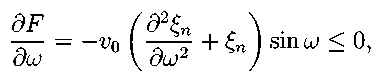 ∂F/∂ω = −v₀ (∂²ξₙ/∂ω² + ξₙ) sin ω ≤ 0,